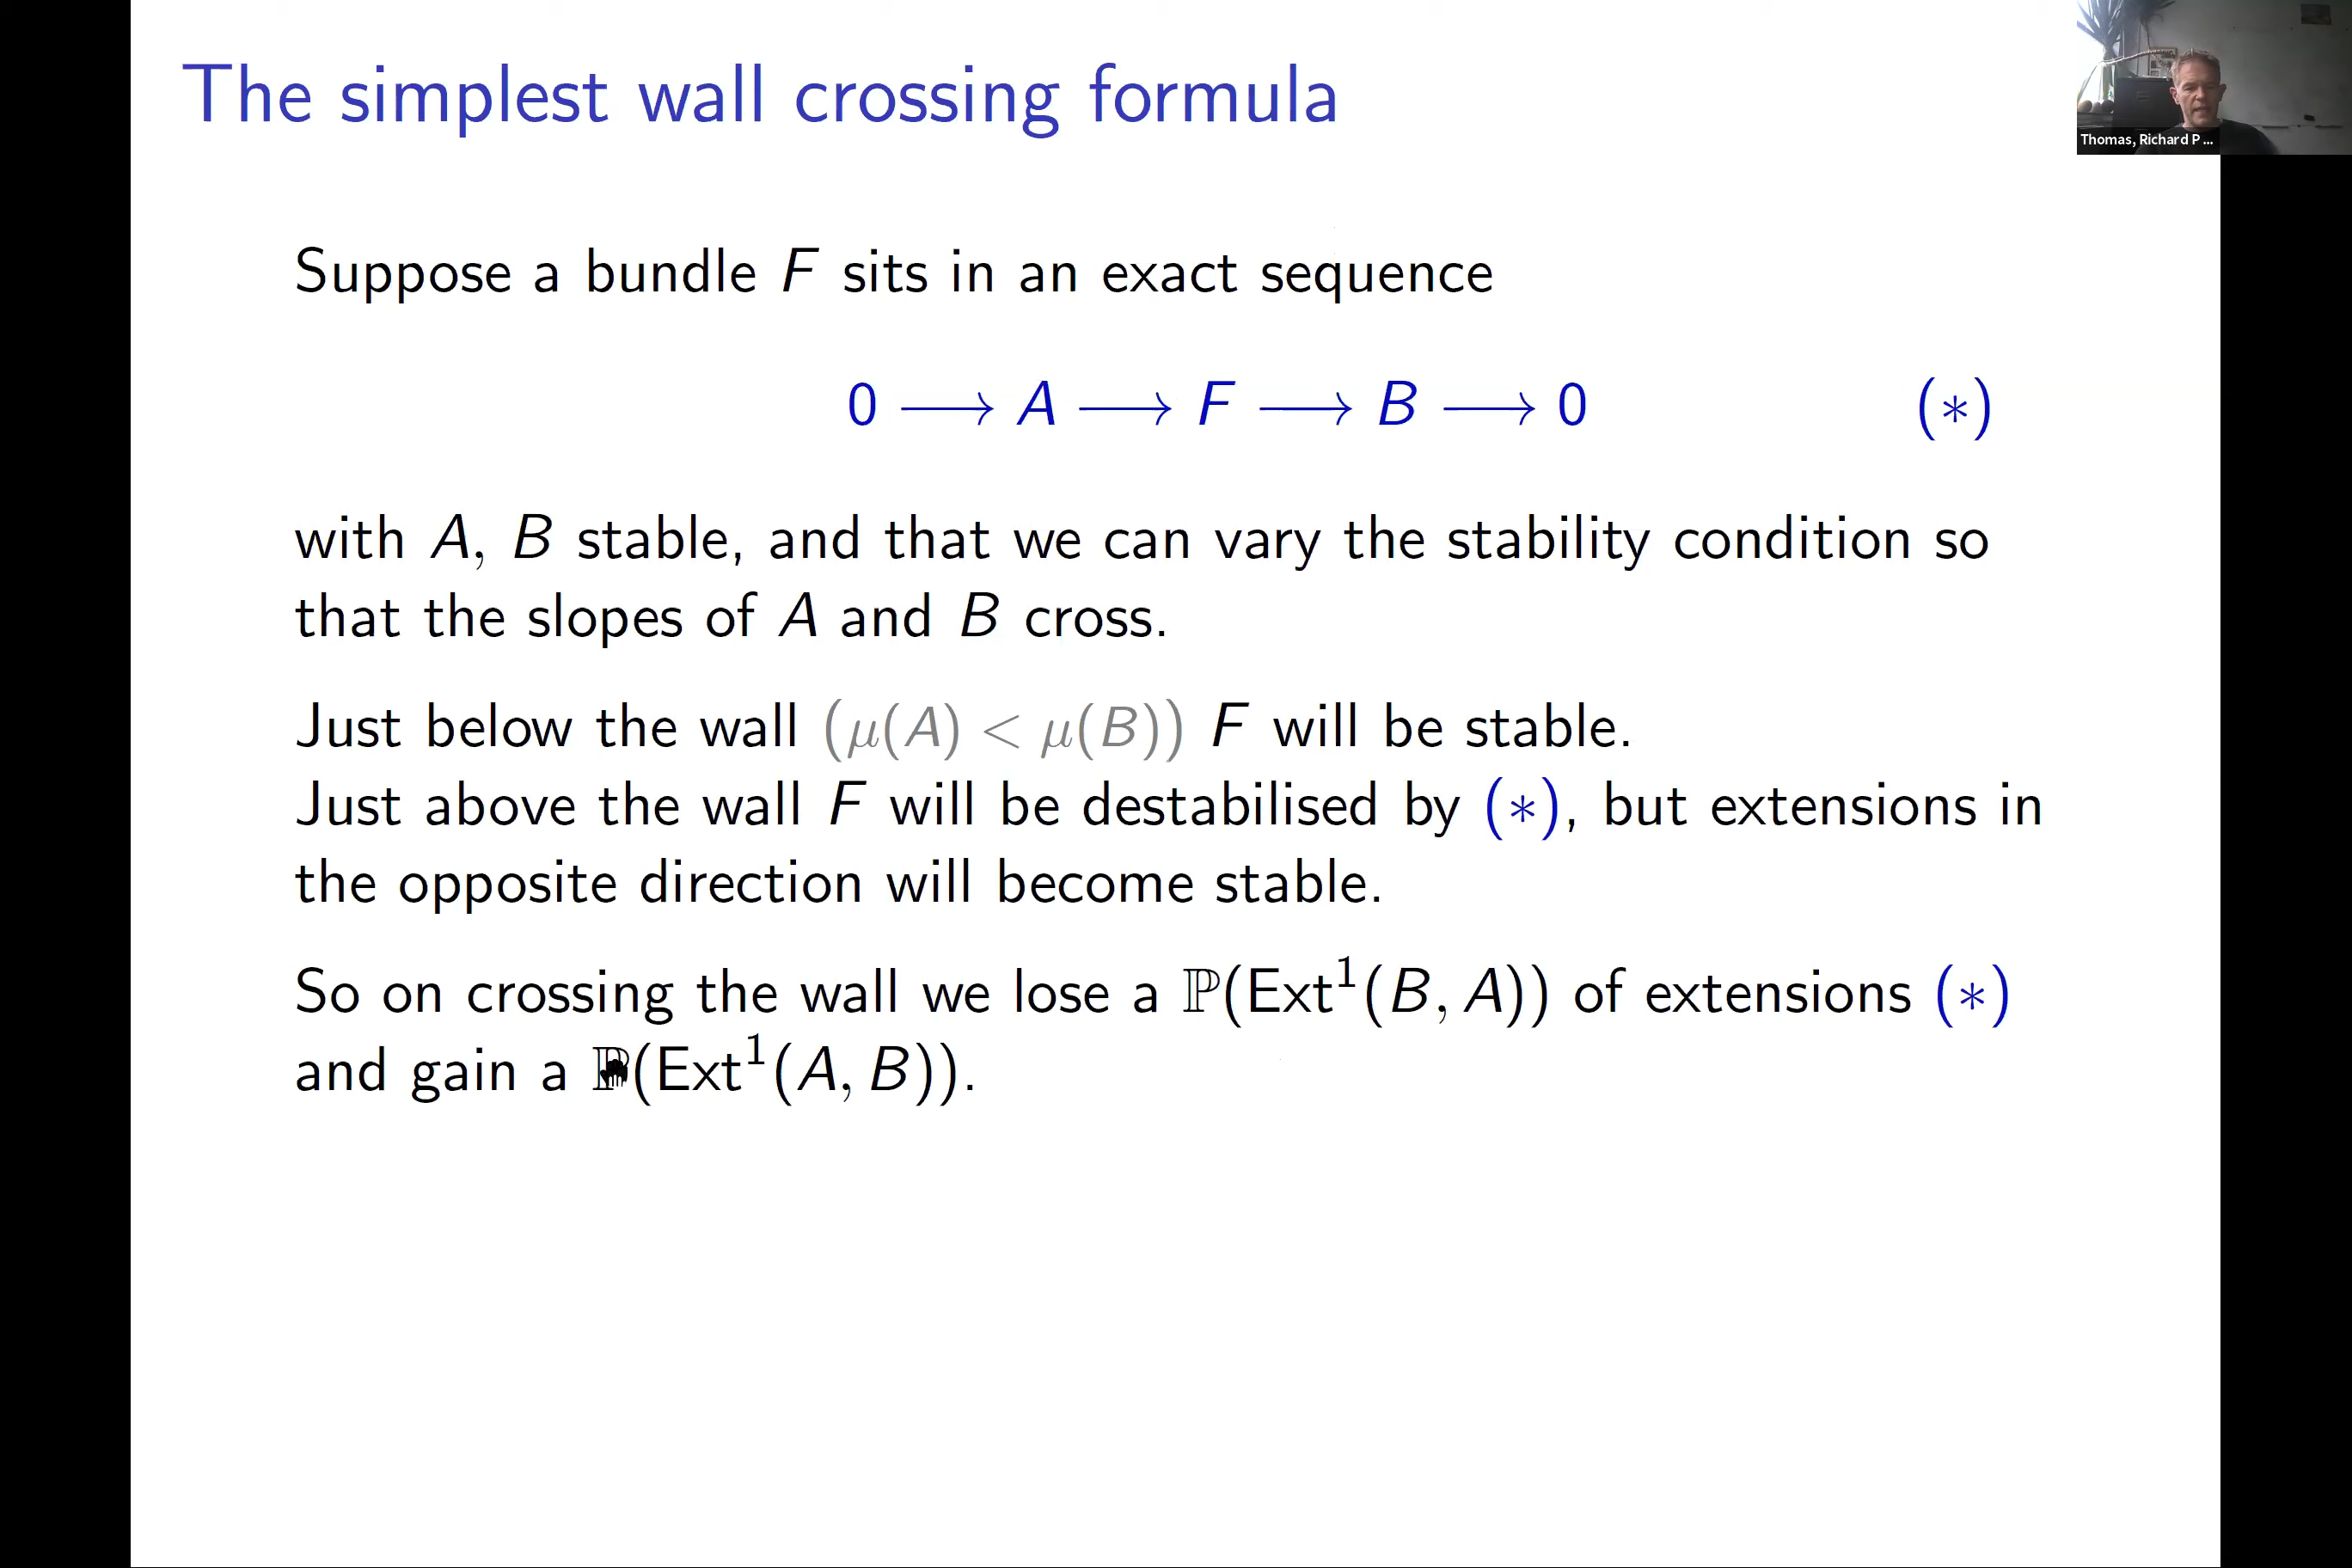 The simplest wall crossing formula
Thomas, Richard P ...
Suppose a bundle F sits in an exact sequence
0 ⟶ A ⟶ F ⟶ B ⟶ 0 (∗)
with A, B stable, and that we can vary the stability condition so
that the slopes of A and B cross.
Just below the wall (μ(A) < μ(B)) F will be stable.
Just above the wall F will be destabilised by (∗), but extensions in
the opposite direction will become stable.
So on crossing the wall we lose a ℙ(Ext¹(B, A)) of extensions (∗)
and gain a ℙ(Ext¹(A, B)).